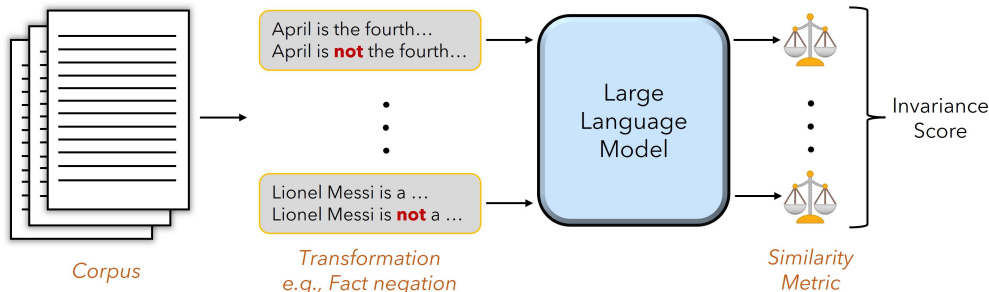 April is the fourth…
April is not the fourth…
Lionel Messi is a …
Lionel Messi is not a …
Large
Language
Model
Invariance
Score
Corpus
Transformation
e.g., Fact negation
Similarity
Metric